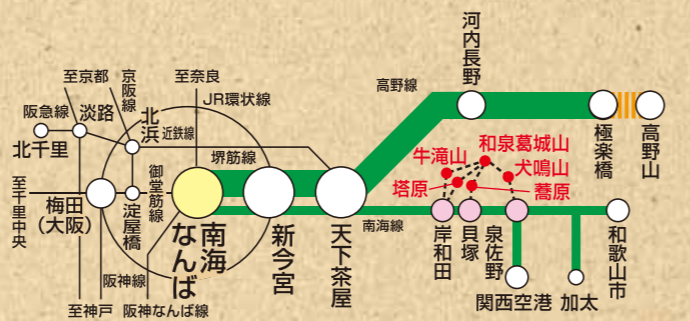 至京都
京阪線
至奈良
阪急線
淡路
北浜
近鉄線
JR環状線
北千里
堺筋線
至千里中央
梅田
（大阪）
淀屋橋
御堂筋線
南海なんば
新今宮
天下茶屋
阪神線
至神戸
阪神なんば線
高野線
河内長野
極楽橋
高野山
和泉葛城山
牛滝山
犬鳴山
塔原
蕎原
南海線
岸和田
貝塚
泉佐野
和歌山市
関西空港
加太